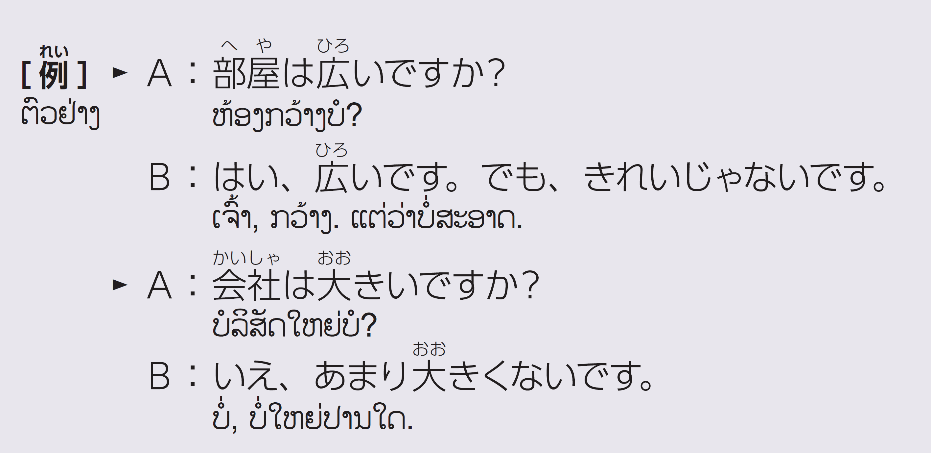 れい
へ や ひろ
[例] ► A：部屋は広いですか？
ຕົວຢ່າງ ຫ້ອງກວ້າງບໍ?
ひろ
B：はい、広いです。でも、きれいじゃないです。
ເຈົ້າ, ກວ້າງ. ແຕ່ວ່າບໍ່ສະອາດ.
かいしゃ おお
► A：会社は大きいですか？
ບໍລິສັດໃຫຍ່ບໍ?
おお
B：いえ、あまり大きくないです。
ບໍ່, ບໍ່ໃຫຍ່ປານໃດ.